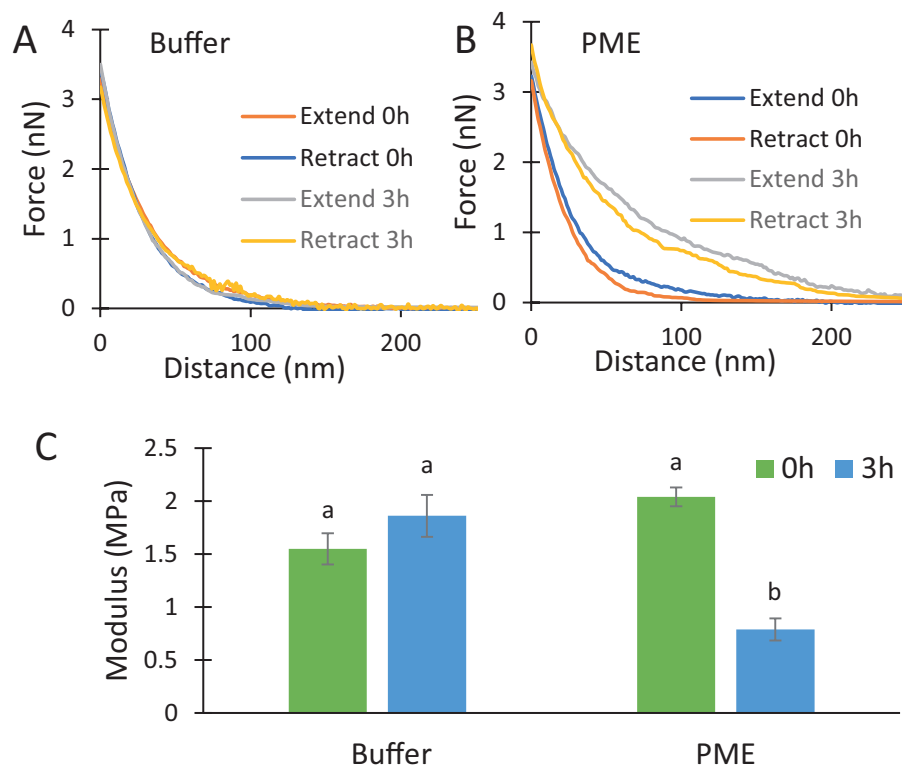 A
Buffer
4
3
2
1
0
Force (nN)
Extend 0h
Retract 0h
Extend 3h
Retract 3h
0
100
200
Distance (nm)
B
PME
4
3
2
1
0
Force (nN)
Extend 0h
Retract 0h
Extend 3h
Retract 3h
0
100
200
Distance (nm)
C
2.5
2
1.5
1
0.5
0
Modulus (MPa)
a
a
a
b
0h
3h
Buffer
PME